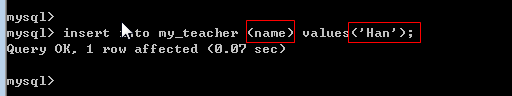 mysql>
mysql> insert into my_teacher (name) values('Han');
Query OK, 1 row affected (0.07 sec)
mysql>